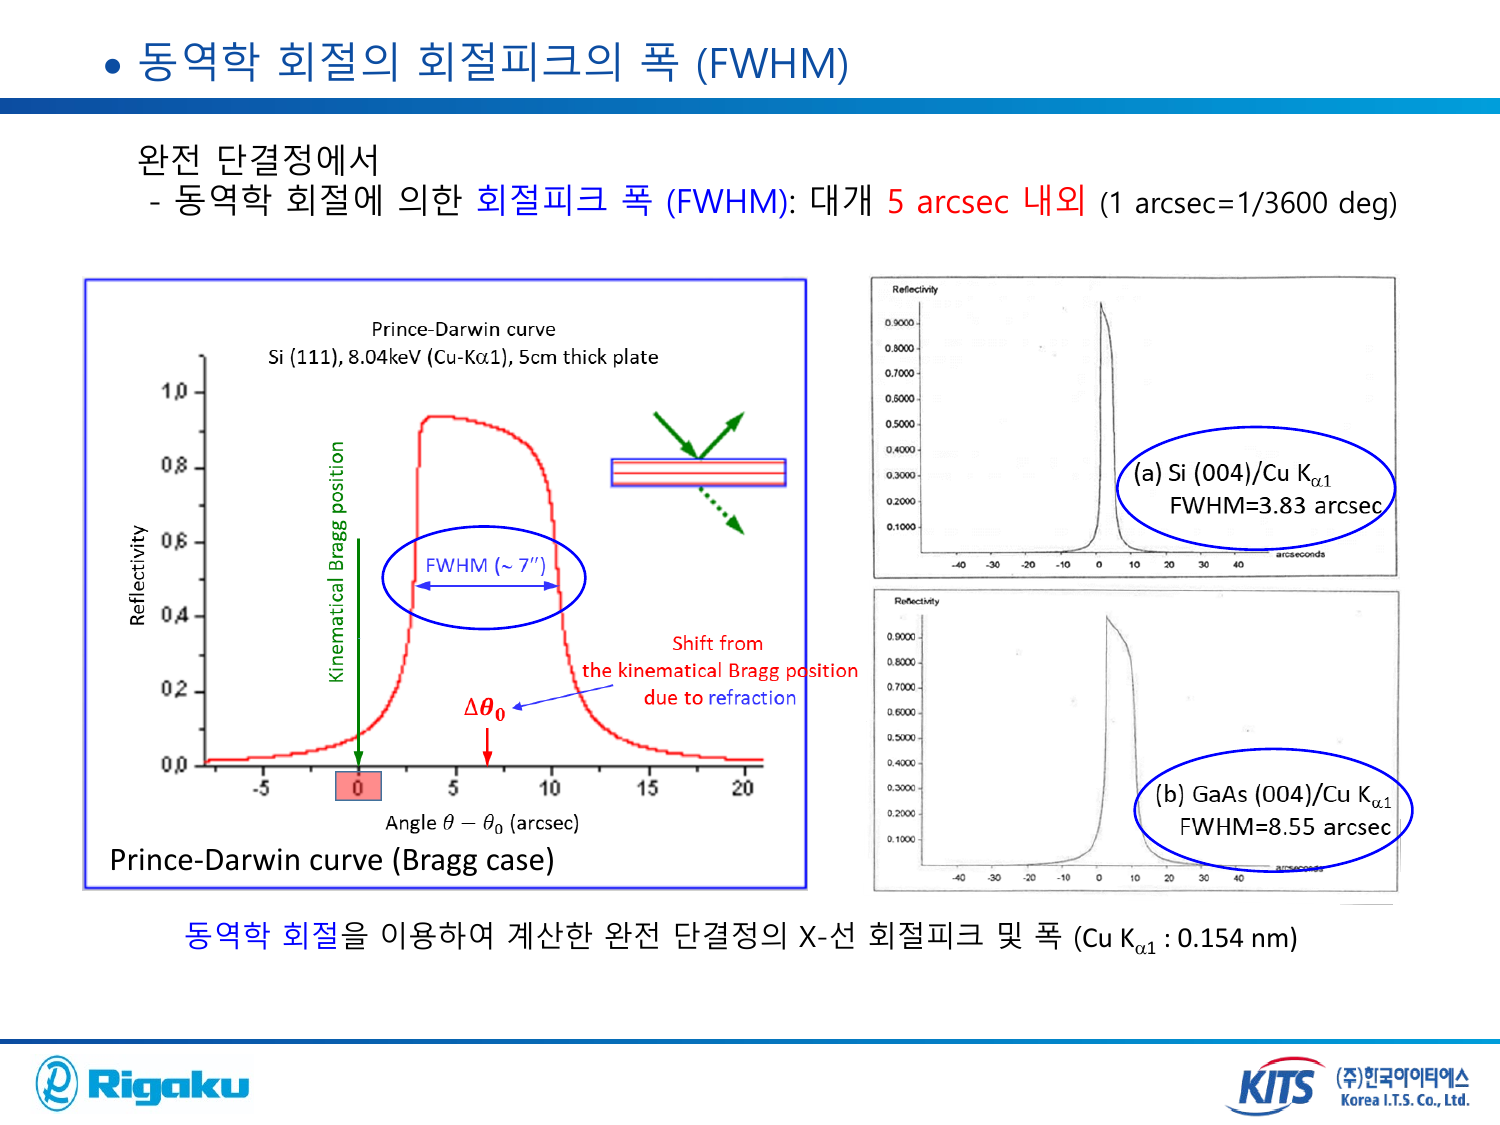 • 동역학 회절의 회절피크의 폭 (FWHM)
완전 단결정에서
- 동역학 회절에 의한 회절피크 폭 (FWHM): 대개 5 arcsec 내외 (1 arcsec=1/3600 deg)
Prince-Darwin curve
Si (111), 8.04keV (Cu-Kα1), 5cm thick plate
Reflectivity
1,0
0,8
0,6
0,4
0,2
0,0
Kinematical Bragg position
FWHM (~ 7″)
Shift from
the kinematical Bragg position
due to refraction
Δθ0
-5 0 5 10 15 20
Angle θ − θ0 (arcsec)
Prince-Darwin curve (Bragg case)
Reflectivity
0.9000
0.8000
0.7000
0.6000
0.5000
0.4000
0.3000
0.2000
0.1000
(a) Si (004)/Cu Kα1
FWHM=3.83 arcsec
arcseconds
-40 -30 -20 -10 0 10 20 30 40
Reflectivity
0.9000
0.8000
0.7000
0.6000
0.5000
0.4000
0.3000
0.2000
0.1000
(b) GaAs (004)/Cu Kα1
FWHM=8.55 arcsec
arcseconds
-40 -30 -20 -10 0 10 20 30 40
동역학 회절을 이용하여 계산한 완전 단결정의 X-선 회절피크 및 폭 (Cu Kα1 : 0.154 nm)
Rigaku
KITS
(주)한국아이티에스
Korea I.T.S. Co., Ltd.